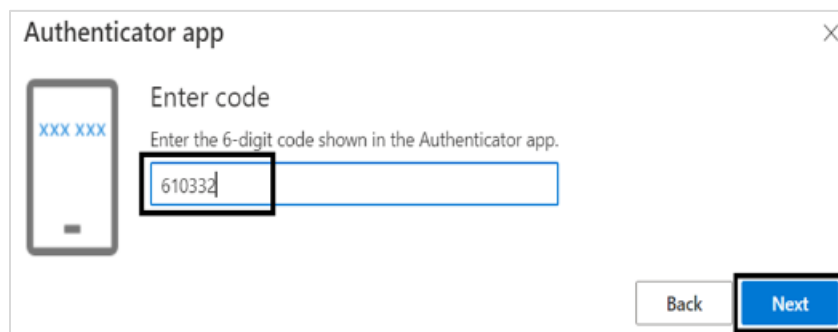 Authenticator app
XXX XXX
Enter code
Enter the 6-digit code shown in the Authenticator app.
610332
Back
Next